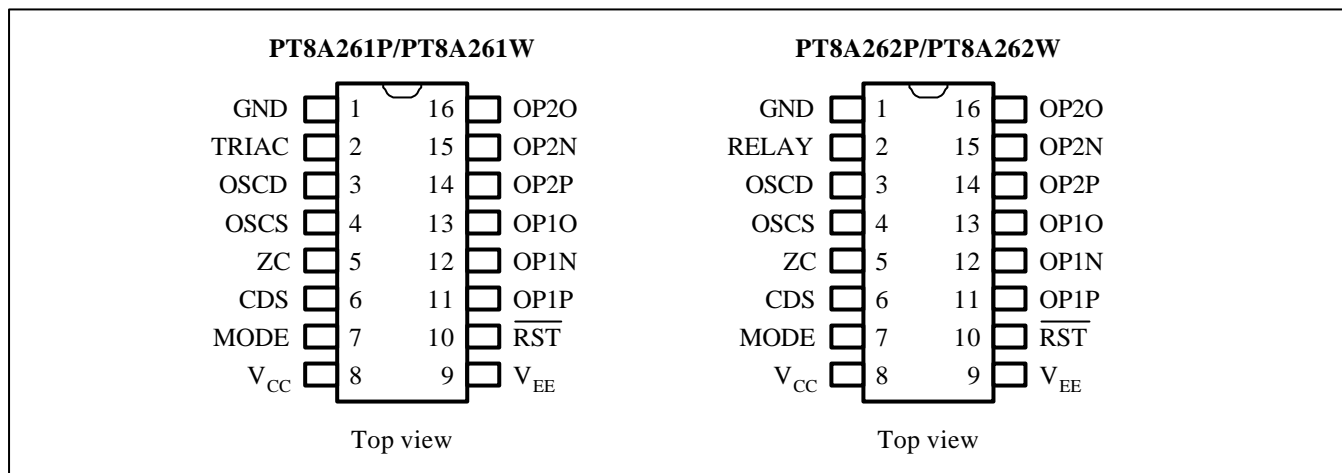 PT8A261P/PT8A261W
GND 1 16 OP2O
TRIAC 2 15 OP2N
OSCD 3 14 OP2P
OSCS 4 13 OP1O
ZC 5 12 OP1N
CDS 6 11 OP1P
MODE 7 10 RST
VCC 8 9 VEE
Top view
PT8A262P/PT8A262W
GND 1 16 OP2O
RELAY 2 15 OP2N
OSCD 3 14 OP2P
OSCS 4 13 OP1O
ZC 5 12 OP1N
CDS 6 11 OP1P
MODE 7 10 RST
VCC 8 9 VEE
Top view